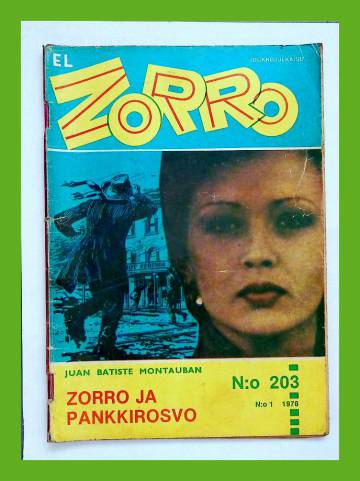 EL
ZORRO
JUAN BATISTE MONTAUBAN
ZORRO JA
PANKKIROSVO
N:o 203
N:o 1 1976